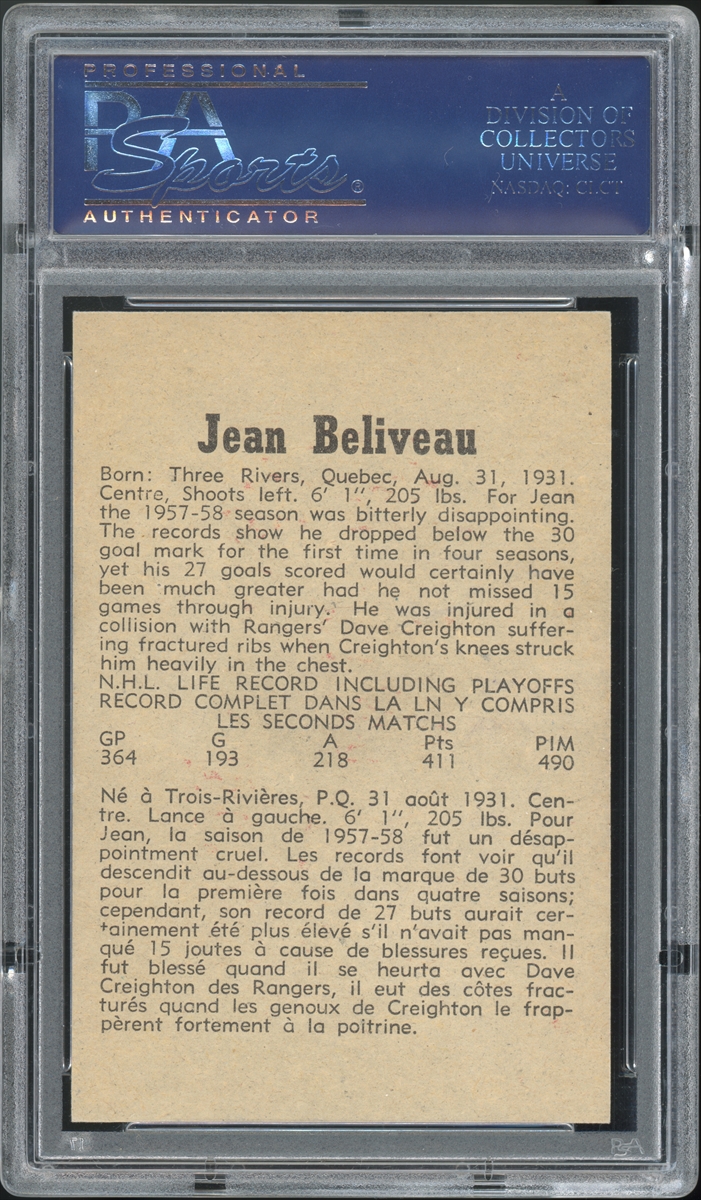 PROFESSIONAL
PSA
Sports®
AUTHENTICATOR
A
DIVISION OF
COLLECTORS
UNIVERSE
NASDAQ: CLCT
Jean Beliveau
Born: Three Rivers, Quebec, Aug. 31, 1931.
Centre, Shoots left. 6' 1", 205 lbs. For Jean
the 1957-58 season was bitterly disappointing.
The records show he dropped below the 30
goal mark for the first time in four seasons,
yet his 27 goals scored would certainly have
been much greater had he not missed 15
games through injury. He was injured in a
collision with Rangers' Dave Creighton suffer-
ing fractured ribs when Creighton's knees struck
him heavily in the chest.
N.H.L. LIFE RECORD INCLUDING PLAYOFFS
RECORD COMPLET DANS LA LN Y COMPRIS
LES SECONDS MATCHS
GP G A Pts PIM
364 193 218 411 490
Né à Trois-Rivières, P.Q. 31 août 1931. Cen-
tre. Lance à gauche. 6' 1", 205 lbs. Pour
Jean, la saison de 1957-58 fut un désap-
pointment cruel. Les records font voir qu'il
descendit au-dessous de la marque de 30 buts
pour la première fois dans quatre saisons;
cependant, son record de 27 buts aurait cer-
tainement été plus élevé s'il n'avait pas man-
qué 15 joutes à cause de blessures reçues. Il
fut blessé quand il se heurta avec Dave
Creighton des Rangers, il eut des côtes frac-
turés quand les genoux de Creighton le frap-
pèrent fortement à la poitrine.
PSA